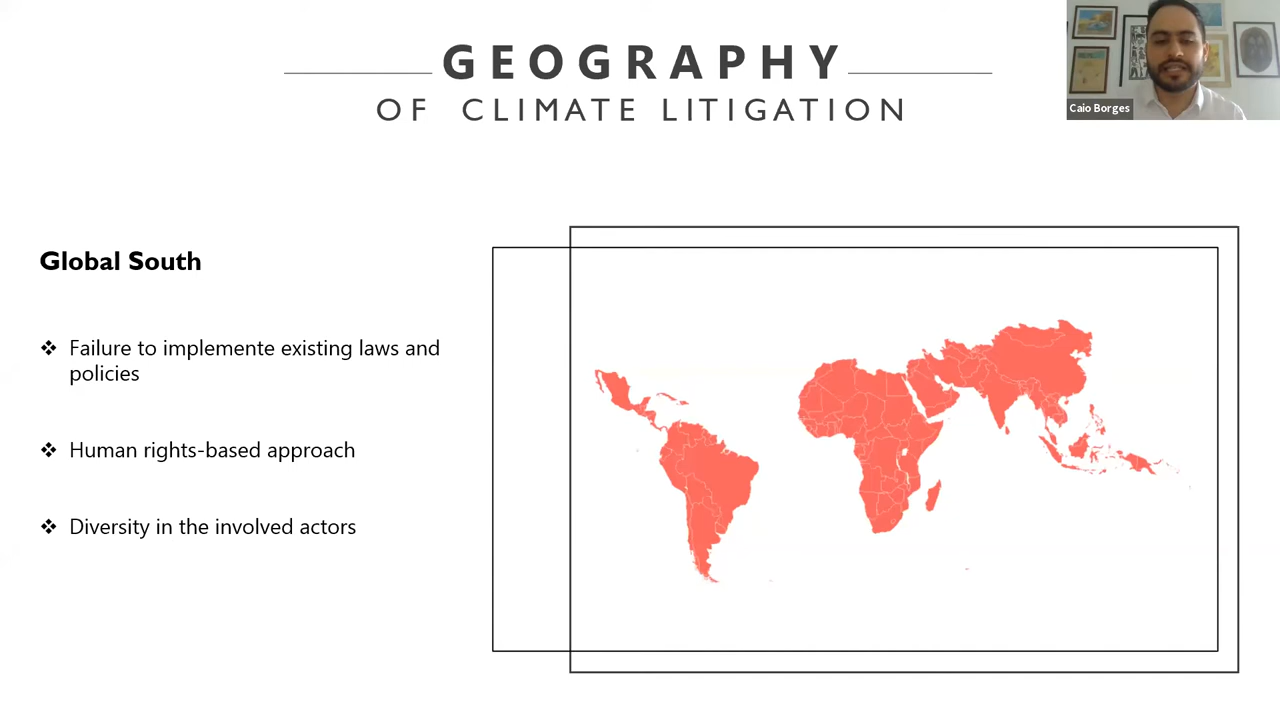 GEOGRAPHY
OF CLIMATE LITIGATION
Caio Borges
Global South
❖ Failure to implemente existing laws and
policies
❖ Human rights-based approach
❖ Diversity in the involved actors